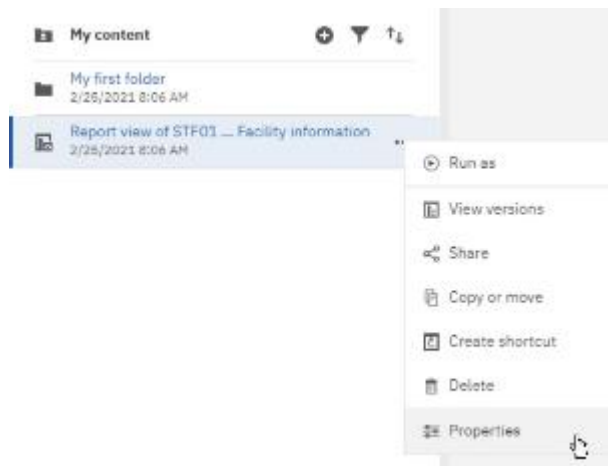 My content
My first folder
2/26/2021 8:06 AM
Report view of STF01 ... Facility information
2/26/2021 8:06 AM
Run as
View versions
Share
Copy or move
Create shortcut
Delete
Properties